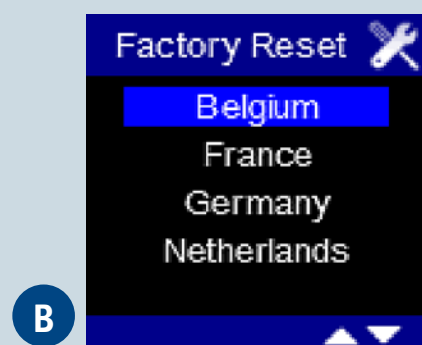 Factory Reset
Belgium
France
Germany
Netherlands
B